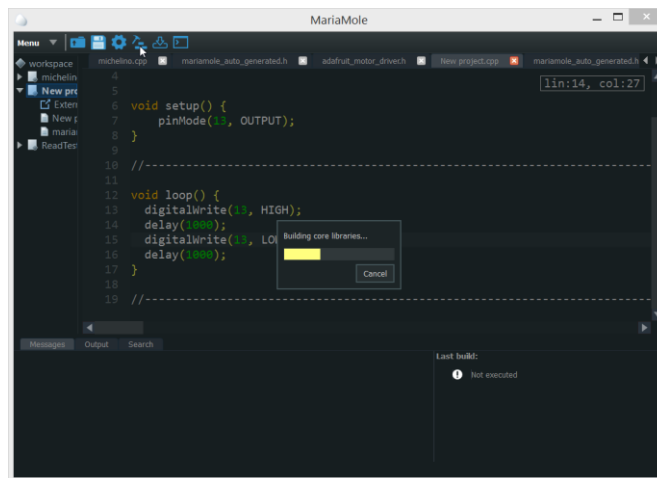 MariaMole
Menu
workspace
michelino.cpp
mariamole_auto_generated.h
adafruit_motor_driver.h
New project.cpp
mariamole_auto_generated.h
michelin
New pro
Exter
New p
mariar
ReadTes
lin:14, col:27
4
5
6 void setup() {
7 pinMode(13, OUTPUT);
8 }
9
10 //------------------------------------------------------------
11
12 void loop() {
13 digitalWrite(13, HIGH);
14 delay(1000);
15 digitalWrite(13, LO
16 delay(1000);
17 }
18
19 //------------------------------------------------------------
Building core libraries...
Cancel
Messages Output Search
Last build:
Not executed